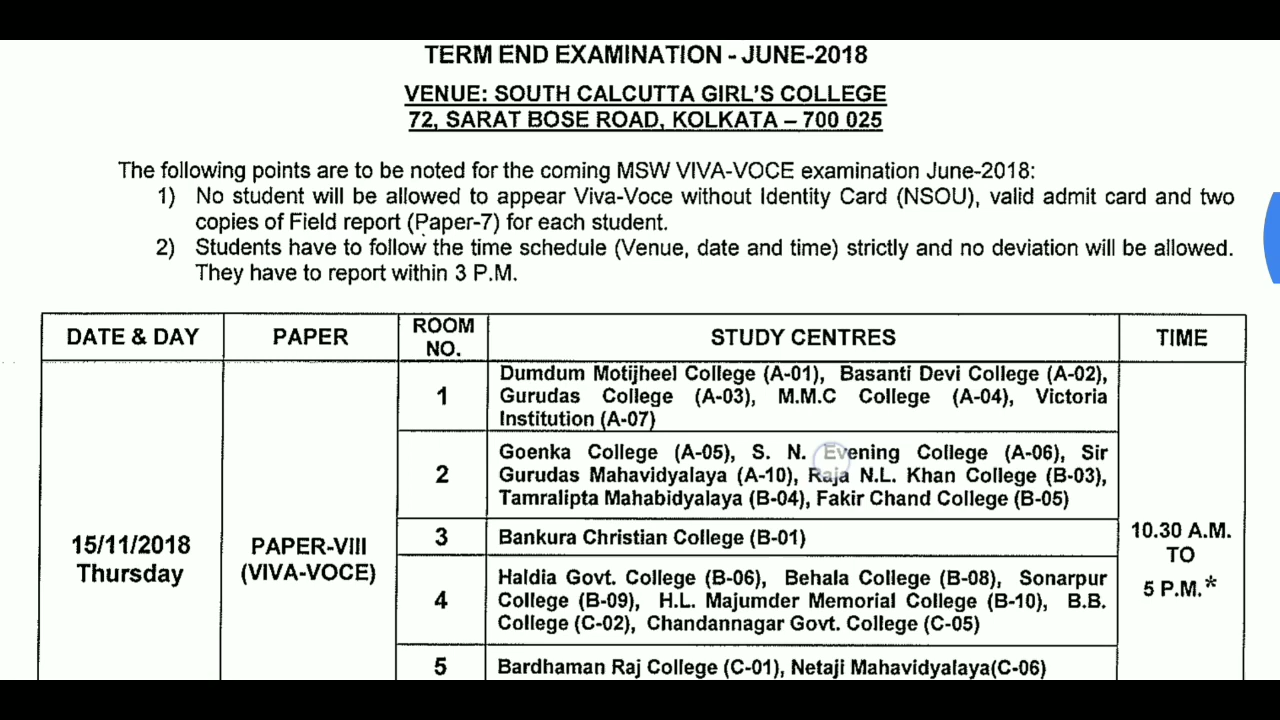 TERM END EXAMINATION - JUNE-2018
VENUE: SOUTH CALCUTTA GIRL'S COLLEGE
72, SARAT BOSE ROAD, KOLKATA – 700 025
The following points are to be noted for the coming MSW VIVA-VOCE examination June-2018:
1) No student will be allowed to appear Viva-Voce without Identity Card (NSOU), valid admit card and two
copies of Field report (Paper-7) for each student.
2) Students have to follow the time schedule (Venue, date and time) strictly and no deviation will be allowed.
They have to report within 3 P.M.
DATE & DAY
PAPER
ROOM
NO.
STUDY CENTRES
TIME
15/11/2018
Thursday
PAPER-VIII
(VIVA-VOCE)
1
Dumdum Motijheel College (A-01), Basanti Devi College (A-02),
Gurudas College (A-03), M.M.C College (A-04), Victoria
Institution (A-07)
2
Goenka College (A-05), S. N. Evening College (A-06), Sir
Gurudas Mahavidyalaya (A-10), Raja N.L. Khan College (B-03),
Tamralipta Mahabidyalaya (B-04), Fakir Chand College (B-05)
3
Bankura Christian College (B-01)
4
Haldia Govt. College (B-06), Behala College (B-08), Sonarpur
College (B-09), H.L. Majumder Memorial College (B-10), B.B.
College (C-02), Chandannagar Govt. College (C-05)
5
Bardhaman Raj College (C-01), Netaji Mahavidyalaya(C-06)
10.30 A.M.
TO
5 P.M.*